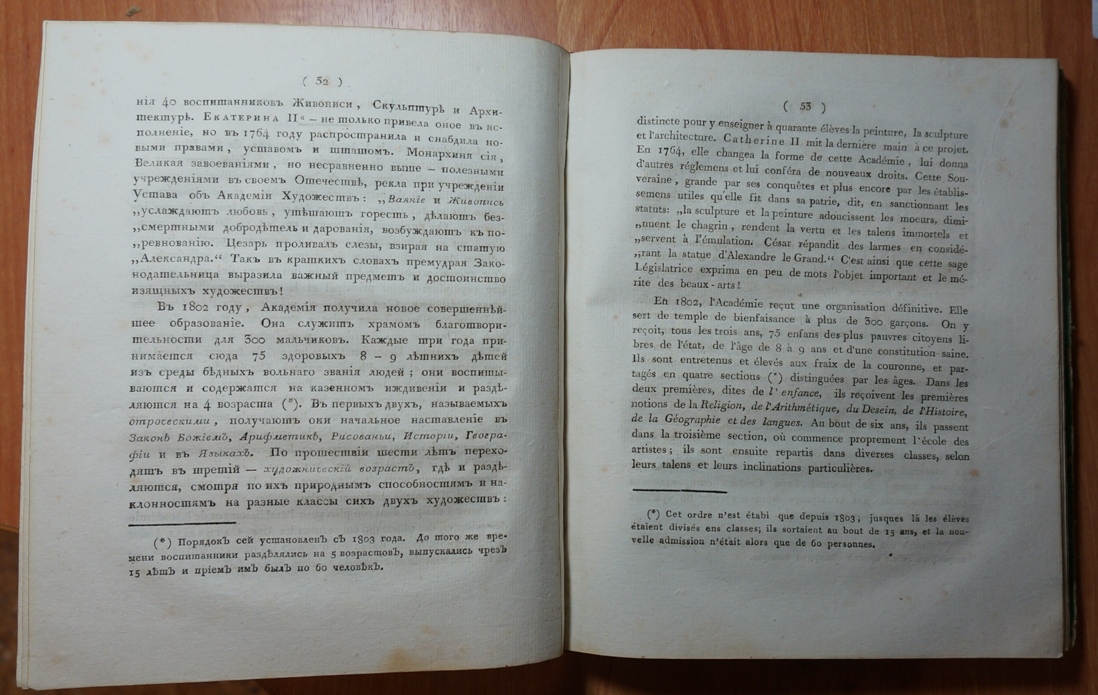 ( 52 )
нія 40 воспитанниковъ Живописи, Скульптурѣ и Архи-
тектурѣ. ЕКАТЕРИНА II я – не только привела оное въ ис-
полненіе, но въ 1764 году распространила и снабдила но-
выми правами, уставомъ и штатомъ. Монархиня сія,
Великая завоеваніями, но несравненно выше – полезными
учрежденіями въ своемъ Отечествѣ, рекла при учрежденіи
Устава объ Академіи Художествъ: „Ваяніе и Живопись
„услаждаютъ любовь, утѣшаютъ горесть, дѣлаютъ без-
„смертными добродѣтель и дарованія, возбуждаютъ къ по-
„ревнованію. Цезарь проливалъ слезы, взирая на статую
„Александра.“ Такъ въ краткихъ словахъ премудрая Зако-
нодательница выразила важный предметъ и достоинство
изящныхъ художествъ!
Въ 1802 году, Академія получила новое совершеннѣй-
шее образованіе. Она служитъ храмомъ благотвори-
тельности для 300 мальчиковъ. Каждые три года при-
нимается сюда 75 здоровыхъ 8 – 9 лѣтнихъ дѣтей
изъ среды бѣдныхъ вольнаго званія людей; они воспиты-
ваются и содержатся на казенномъ иждивеніи и раздѣ-
ляются на 4 возраста (*). Въ первыхъ двухъ, называемыхъ
отроческими, получаютъ они начальное наставленіе въ
Законѣ Божіемъ, Арифметикѣ, Рисованьи, Исторіи, Геогра-
фіи и въ Языкахъ. По прошествіи шести лѣтъ перехо-
дятъ въ третій – художническій возрастъ, гдѣ и раздѣ-
ляются, смотря по ихъ природнымъ способностямъ и на-
клонностямъ на разные классы сихъ двухъ художествъ:
(*) Порядокъ сей установленъ съ 1803 года. До того же вре-
мени воспитанники раздѣлялись на 5 возрастовъ, выпускались чрезъ
15 лѣтъ и пріемъ имъ былъ по 60 человѣкъ.
( 53 )
distincte pour y enseigner à quarante élèves la peinture, la sculpture
et l'architecture. Catherine II mit la dernière main à ce projet.
En 1764, elle changea la forme de cette Académie, lui donna
d'autres réglemens et lui conféra de nouveaux droits. Cette Sou-
veraine, grande par ses conquêtes et plus encore par les établis-
semens utiles qu'elle fit dans sa patrie, dit, en sanctionnant les
statuts: „la sculpture et la peinture adoucissent les moeurs, dimi-
„nuent le chagrin, rendent la vertu et les talens immortels et
„servent à l'émulation. César répandit des larmes en considé-
„rant la statue d'Alexandre le Grand.“ C'est ainsi que cette sage
Législatrice exprima en peu de mots l'objet important et le mé-
rite des beaux-arts!
En 1802, l'Académie reçut une organisation définitive. Elle
sert de temple de bienfaisance à plus de 300 garçons. On y
reçoit, tous les trois ans, 75 enfans des plus pauvres citoyens li-
bres de l'état, de l'âge de 8 à 9 ans et d'une constitution saine.
Ils sont entretenus et élevés aux fraix de la couronne, et par-
tagés en quatre sections (*) distinguées par les âges. Dans les
deux premières, dites de l' enfance, ils reçoivent les premières
notions de la Religion, de l'Arithmétique, du Desein, de l'Histoire,
de la Géographie et des langues. Au bout de six ans, ils passent
dans la troisième section, où commence proprement l'école des
artistes; ils sont ensuite repartis dans diverses classes, selon
leurs talens et leurs inclinations particulières.
(*) Cet ordre n'est étabi que depuis 1803; jusques là les élèves
étaient divisés ens classes; ils sortaient au bout de 15 ans, et la nou-
velle admission n'était alors que de 60 personnes.